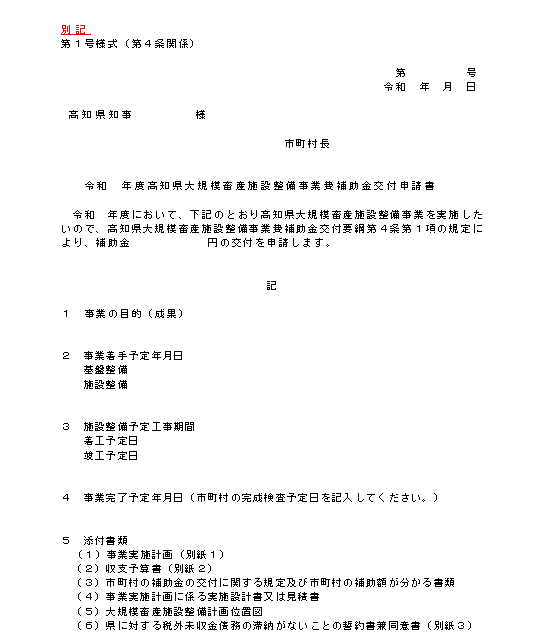 別記
第１号様式（第４条関係）
第　　　　　号
令和　年　月　日
高知県知事　　　　　様
市町村長
令和　年度高知県大規模畜産施設整備事業費補助金交付申請書
令和　年度において、下記のとおり高知県大規模畜産施設整備事業を実施した
いので、高知県大規模畜産施設整備事業費補助金交付要綱第４条第１項の規定に
より、補助金　　　　　　円の交付を申請します。
記
１　事業の目的（成果）
２　事業着手予定年月日
基盤整備
施設整備
３　施設整備予定工事期間
着工予定日
竣工予定日
４　事業完了予定年月日（市町村の完成検査予定日を記入してください。）
５　添付書類
（１）事業実施計画（別紙１）
（２）収支予算書（別紙２）
（３）市町村の補助金の交付に関する規定及び市町村の補助額が分かる書類
（４）事業実施計画に係る実施設計書又は見積書
（５）大規模畜産施設整備計画位置図
（６）県に対する税外未収金債務の滞納がないことの誓約書兼同意書（別紙３）